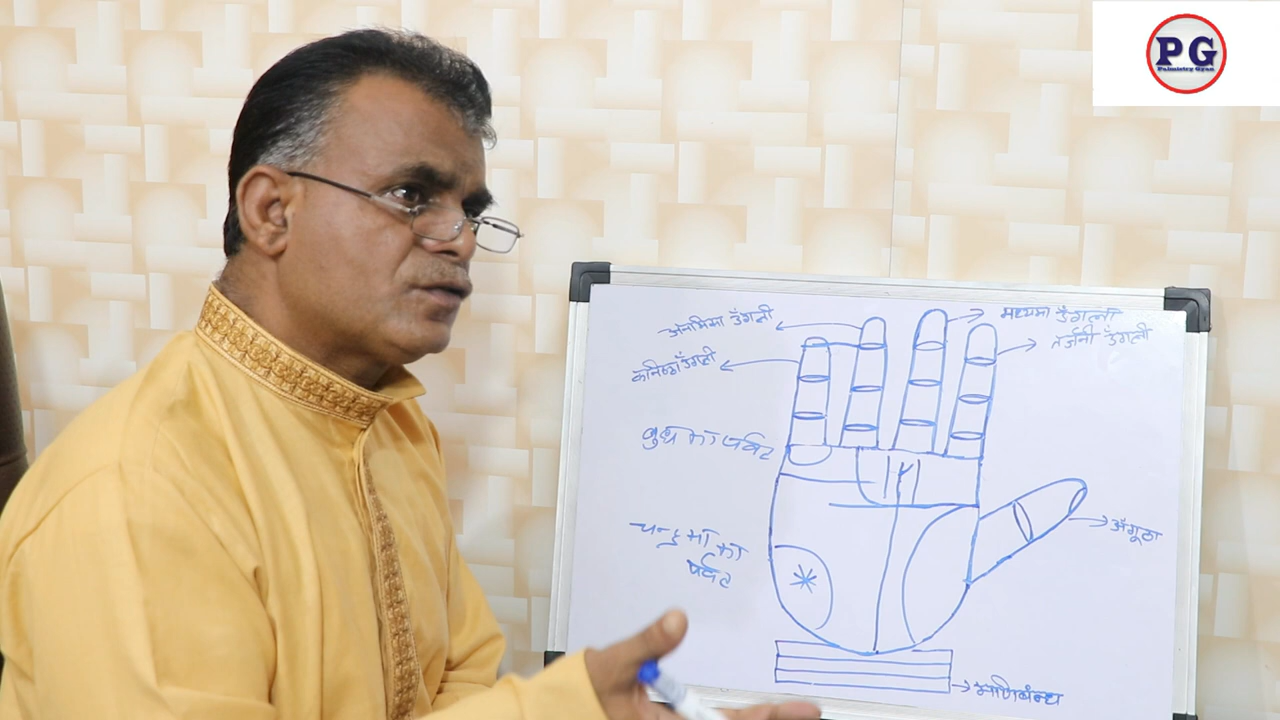 PG
Palmistry Gyan
अनामिका उँगली
मध्यमा उँगली
तर्जनी उँगली
कनिष्ठा उँगली
बुध का पर्वत
चन्द्रमा का
पर्वत
अँगूठा
मणिबन्ध